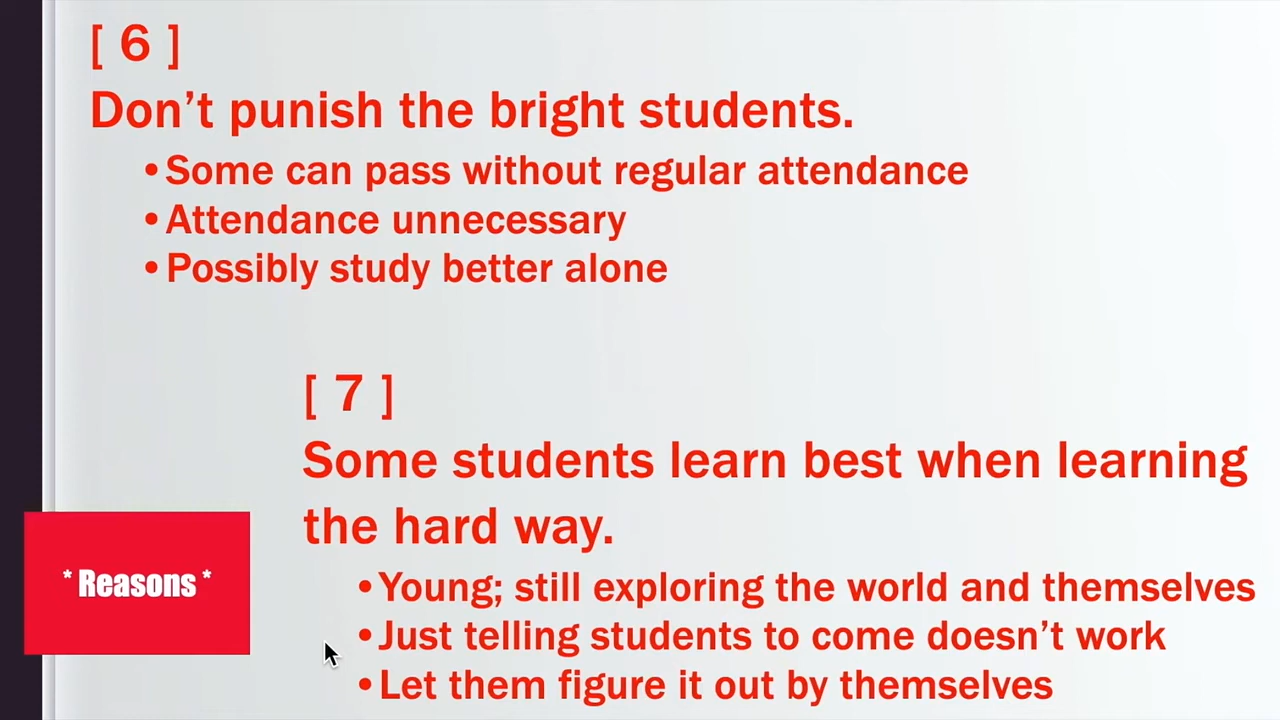 [ 6 ]
Don’t punish the bright students.
•Some can pass without regular attendance
•Attendance unnecessary
•Possibly study better alone
[ 7 ]
Some students learn best when learning
the hard way.
•Young; still exploring the world and themselves
•Just telling students to come doesn’t work
•Let them figure it out by themselves
* Reasons *